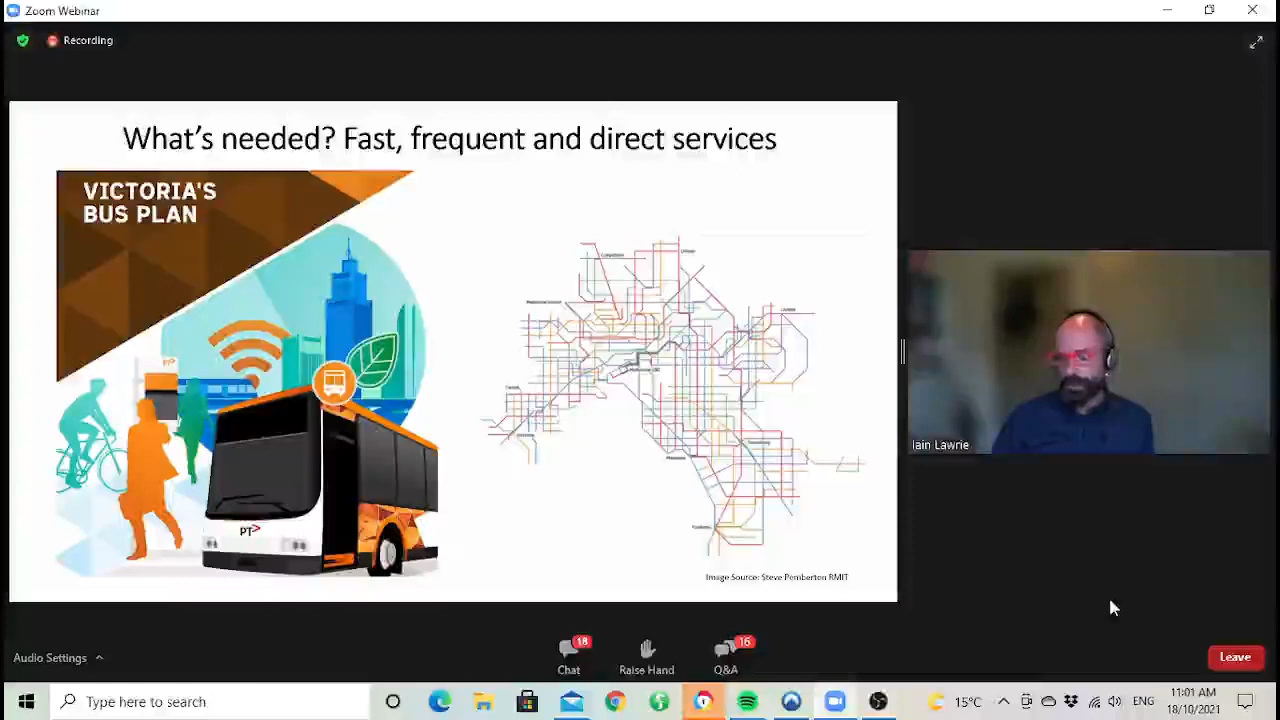 Zoom Webinar
Recording
What's needed? Fast, frequent and direct services
VICTORIA'S
BUS PLAN
PT>
Image Source: Steve Pemberton RMIT
Iain Lawrie
Audio Settings
18
Chat
Raise Hand
16
Q&A
Leave
Type here to search
15°C
ENG
11:01 AM
18/10/2021